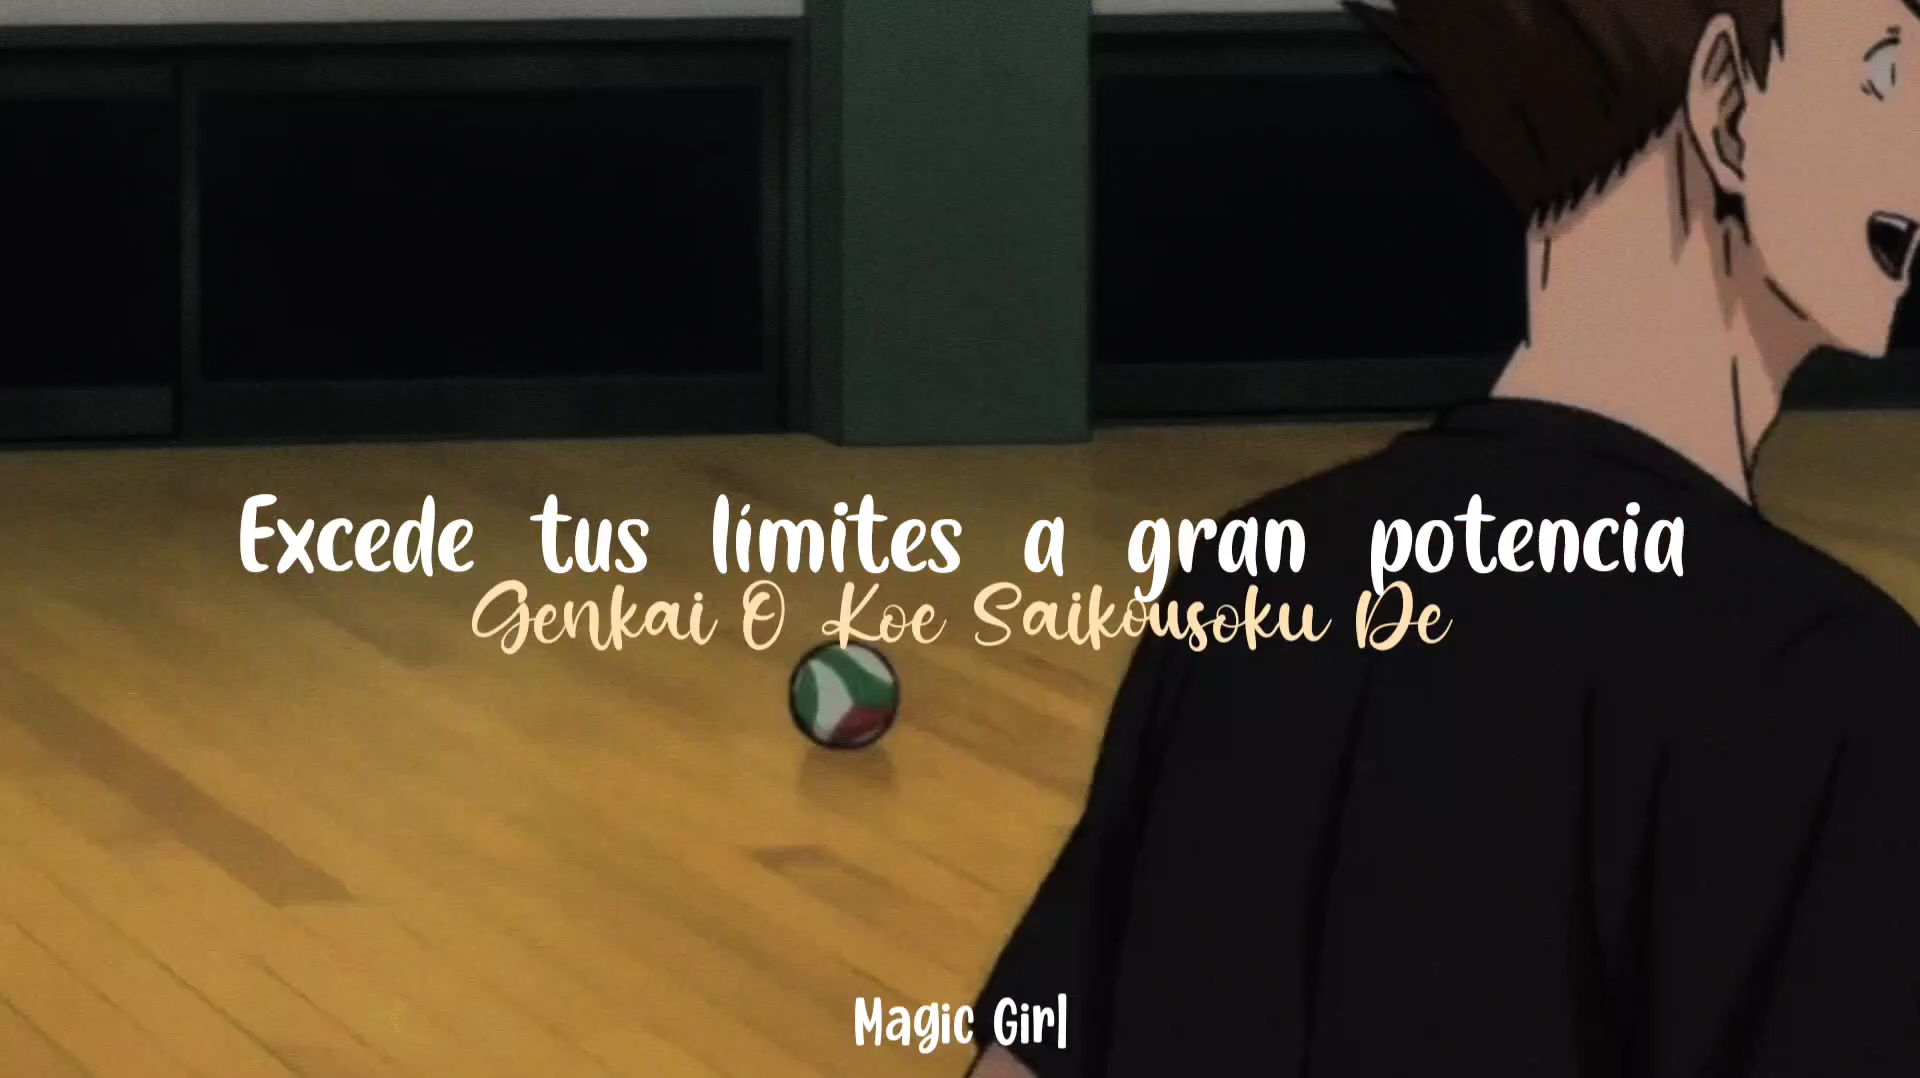 Excede tus límites a gran potencia
Genkai O Koe Saikousoku De
Magic Girl